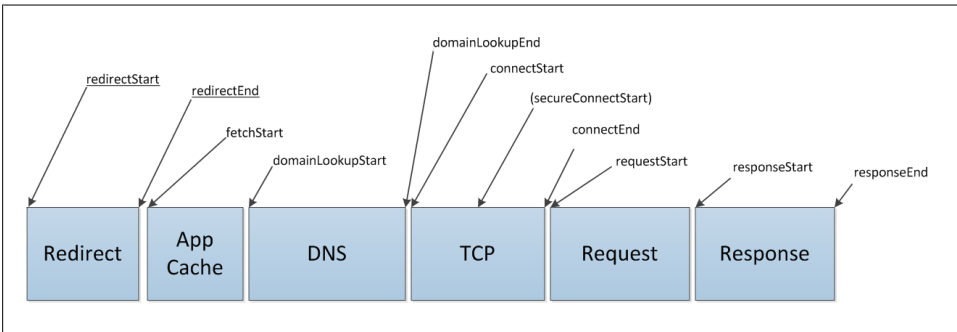 domainLookupEnd
connectStart
redirectStart
redirectEnd
(secureConnectStart)
fetchStart
connectEnd
domainLookupStart
requestStart
responseStart
responseEnd
Redirect
App
Cache
DNS
TCP
Request
Response